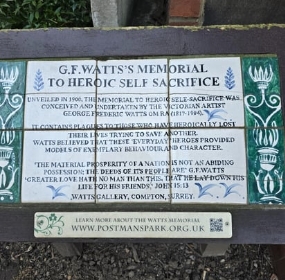 G.F. WATTS'S MEMORIAL
TO HEROIC SELF SACRIFICE
UNVEILED IN 1900, THE MEMORIAL TO HEROIC SELF-SACRIFICE WAS
CONCEIVED AND UNDERTAKEN BY THE VICTORIAN ARTIST
GEORGE FREDERIC WATTS OM RA (1817-1904).
IT CONTAINS PLAQUES TO THOSE WHO HAVE HEROICALLY LOST
THEIR LIVES TRYING TO SAVE ANOTHER.
WATTS BELIEVED THAT THESE 'EVERYDAY' HEROES PROVIDED
MODELS OF EXEMPLARY BEHAVIOUR AND CHARACTER.
'THE MATERIAL PROSPERITY OF A NATION IS NOT AN ABIDING
POSSESSION; THE DEEDS OF ITS PEOPLE ARE' G.F. WATTS
'GREATER LOVE HATH NO MAN THAN THIS, THAT HE LAY DOWN HIS
LIFE FOR HIS FRIENDS.' JOHN 15:13
WATTS GALLERY, COMPTON, SURREY.
LEARN MORE ABOUT THE WATTS MEMORIAL
WWW.POSTMANSPARK.ORG.UK